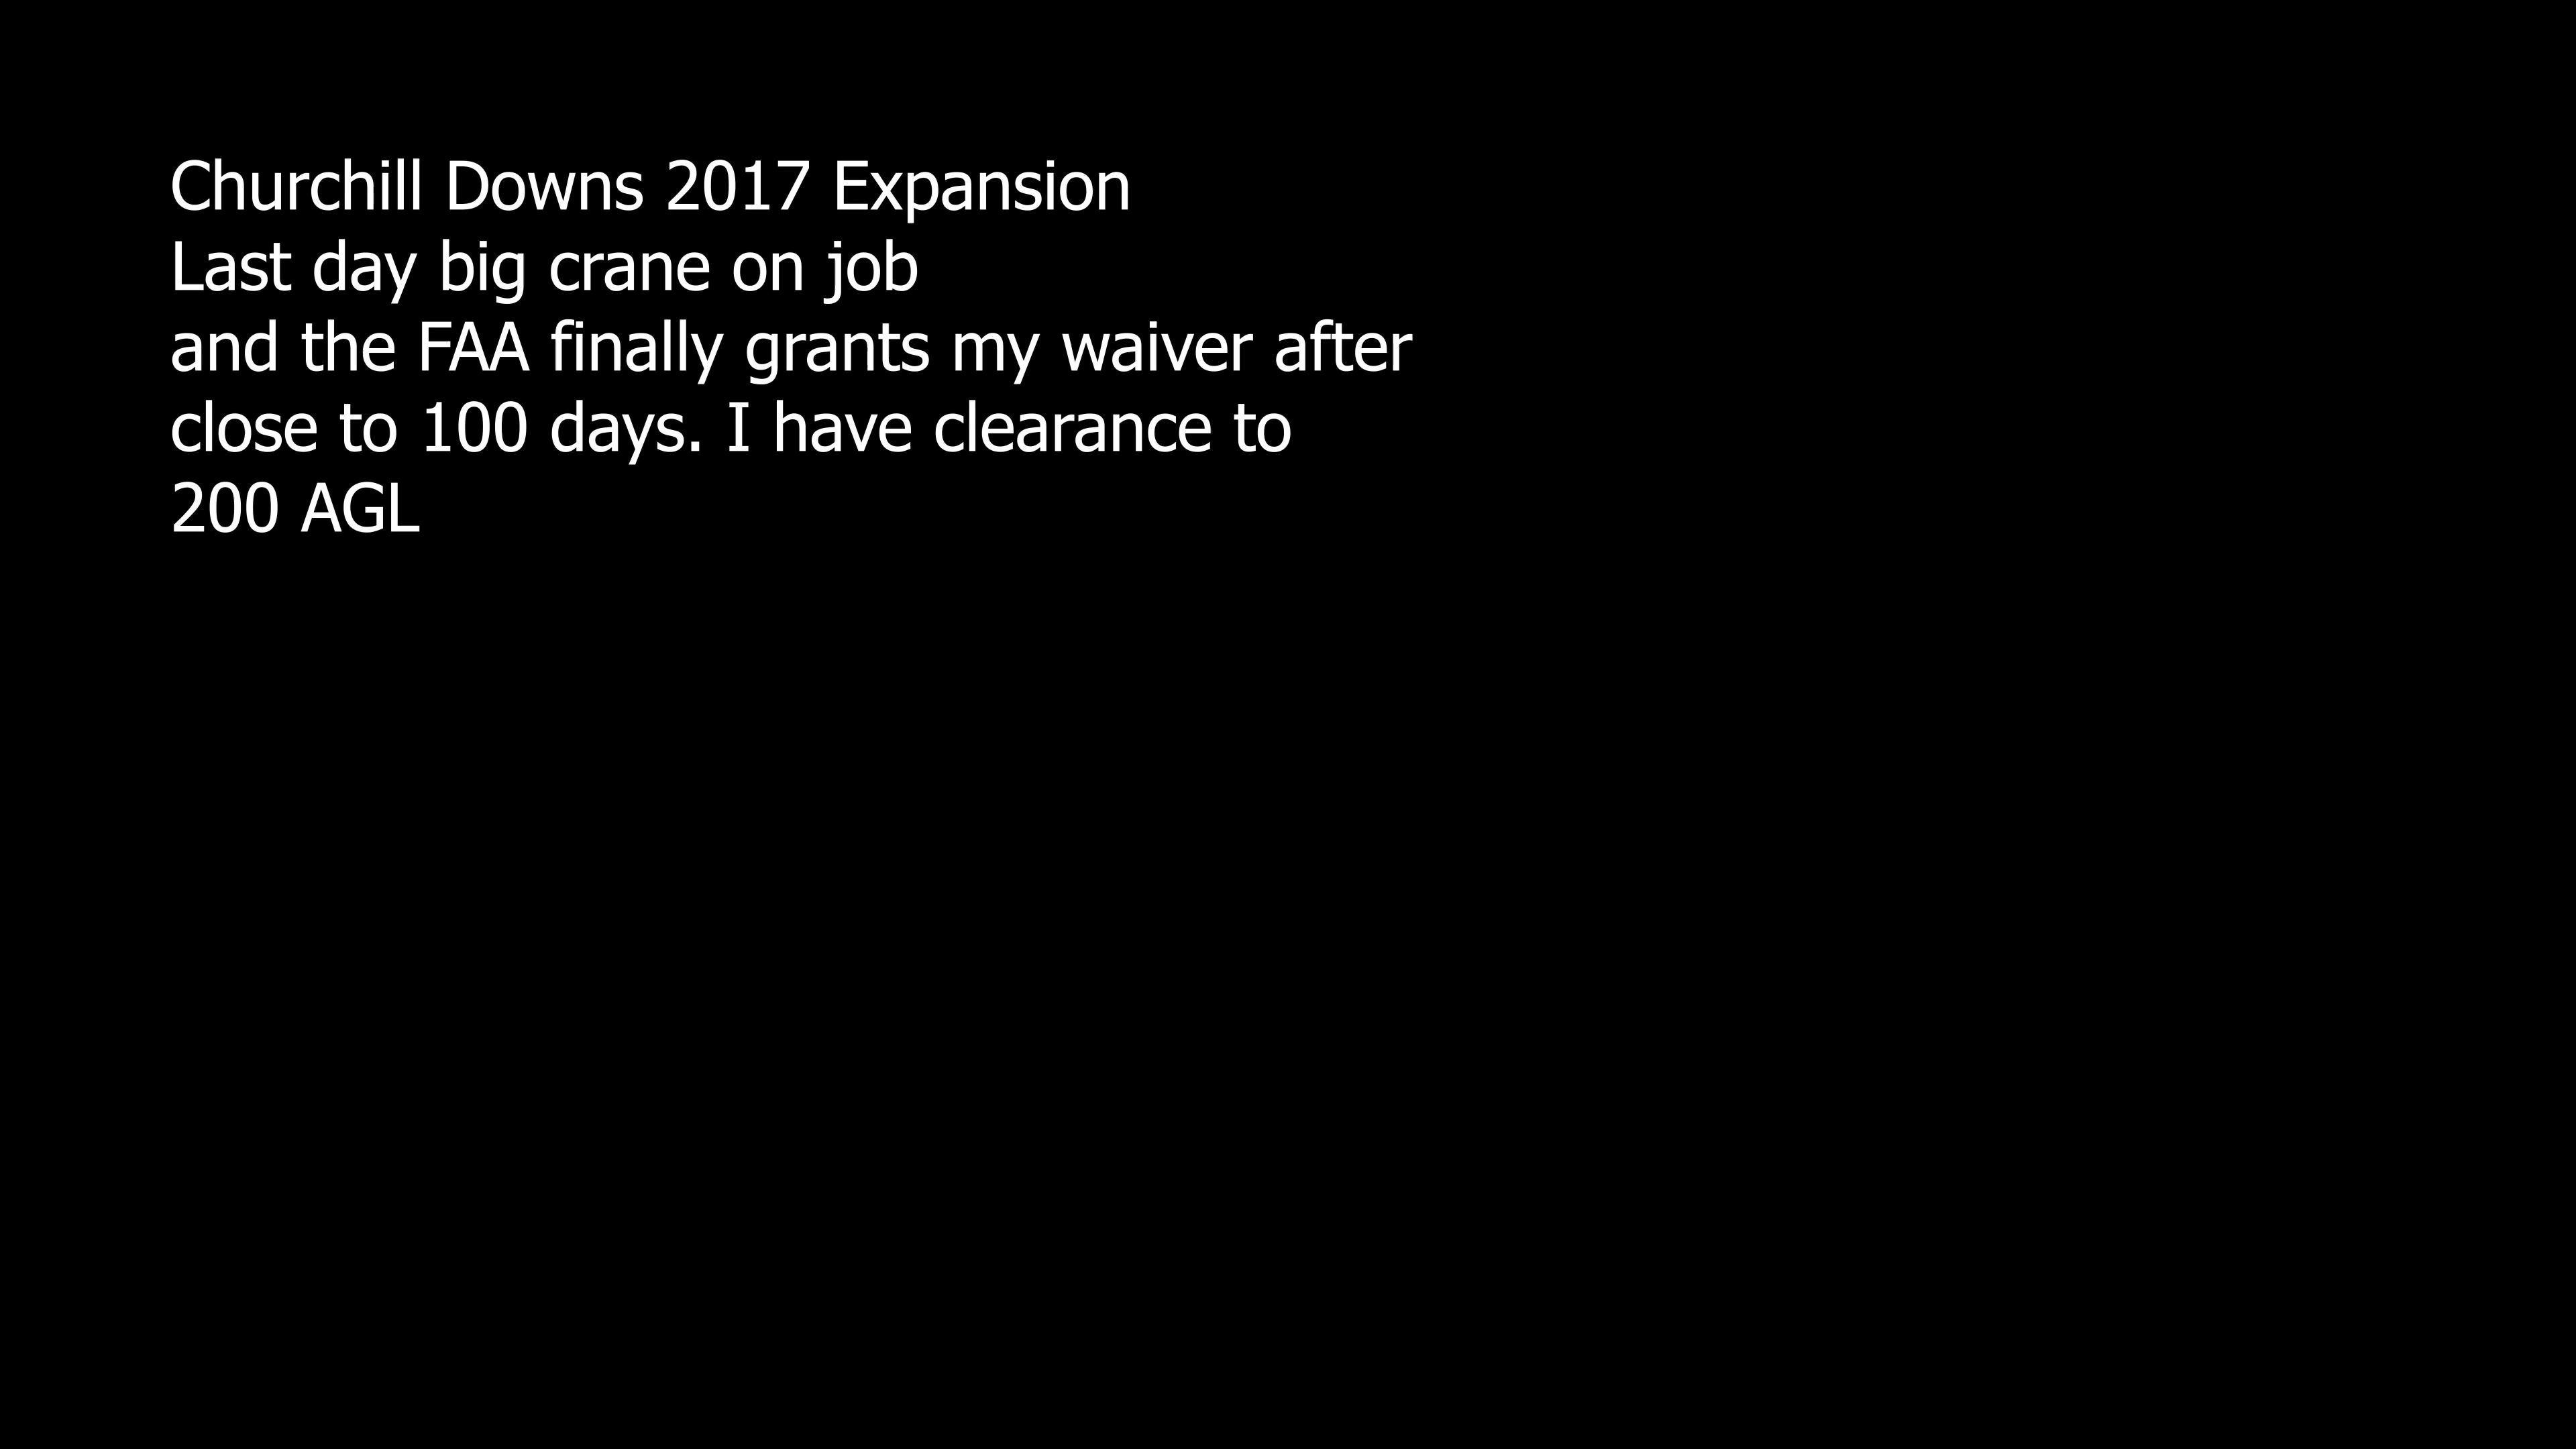 Churchill Downs 2017 Expansion
Last day big crane on job
and the FAA finally grants my waiver after
close to 100 days. I have clearance to
200 AGL